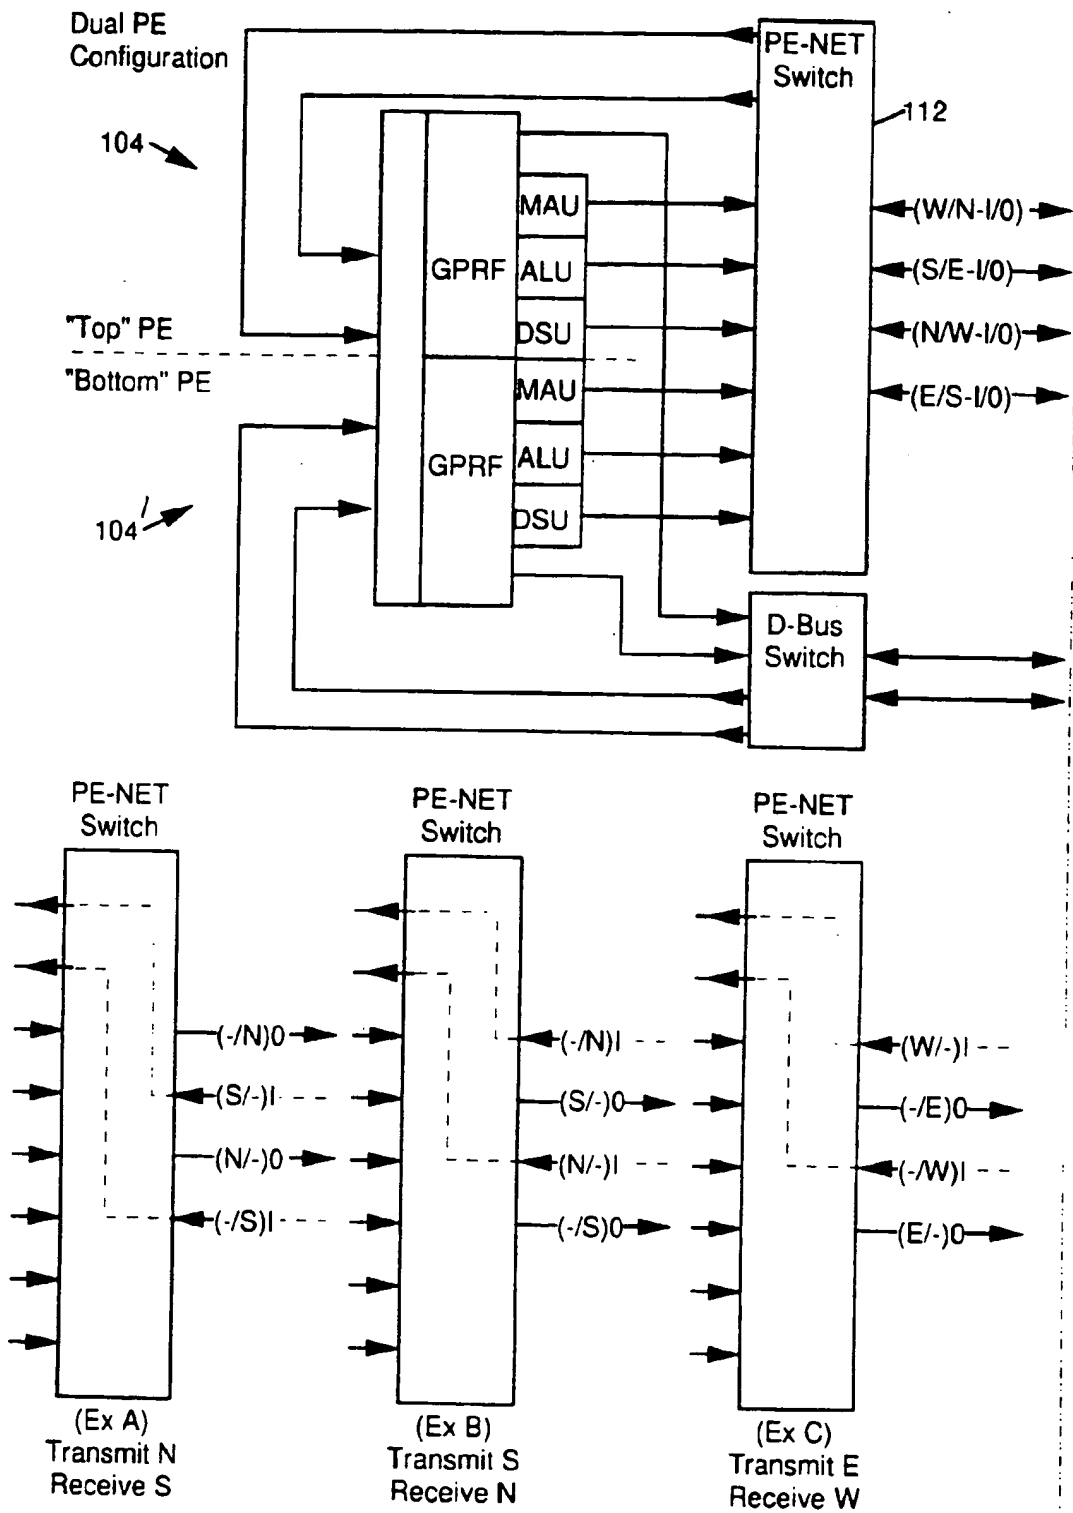 Dual PE
Configuration
PE-NET
Switch
112
104
MAU
(W/N-I/0)
GPRF
ALU
(S/E-I/0)
"Top" PE
DSU
(N/W-I/0)
"Bottom" PE
MAU
(E/S-I/0)
GPRF
ALU
104'
DSU
D-Bus
Switch
PE-NET
Switch
PE-NET
Switch
PE-NET
Switch
(-/N)0
(S/-)I
(N/-)0
(-/S)I
(-/N)I
(S/-)0
(N/-)I
(-/S)0
(W/-)I
(-/E)0
(-/W)I
(E/-)0
(Ex A)
Transmit N
Receive S
(Ex B)
Transmit S
Receive N
(Ex C)
Transmit E
Receive W